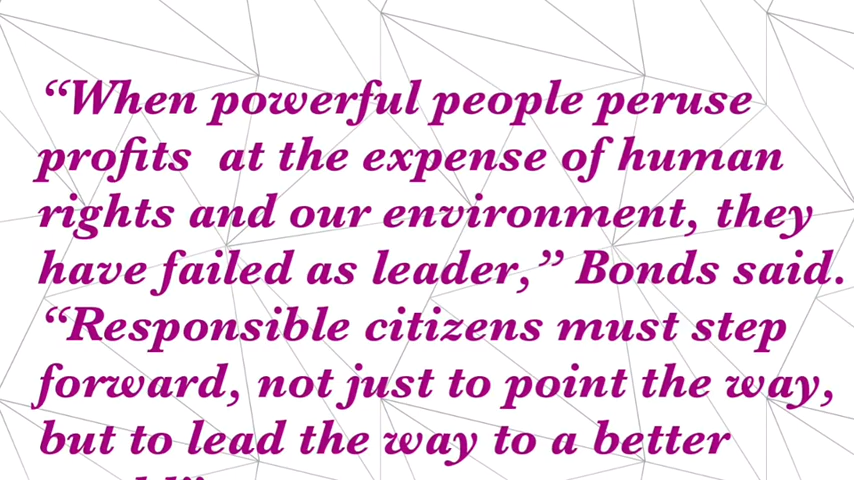 “When powerful people peruse
profits at the expense of human
rights and our environment, they
have failed as leader,” Bonds said.
“Responsible citizens must step
forward, not just to point the way,
but to lead the way to a better